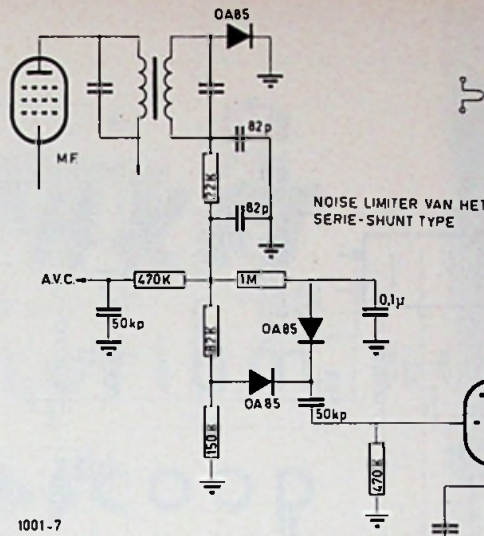 OA85
M.F.
82p
22K
82p
NOISE LIMITER VAN HET
SERIE-SHUNT TYPE
A.V.C.
470K
1M
50kp
0,1µ
82K
OA85
OA85
50kp
150K
470K
1001-7